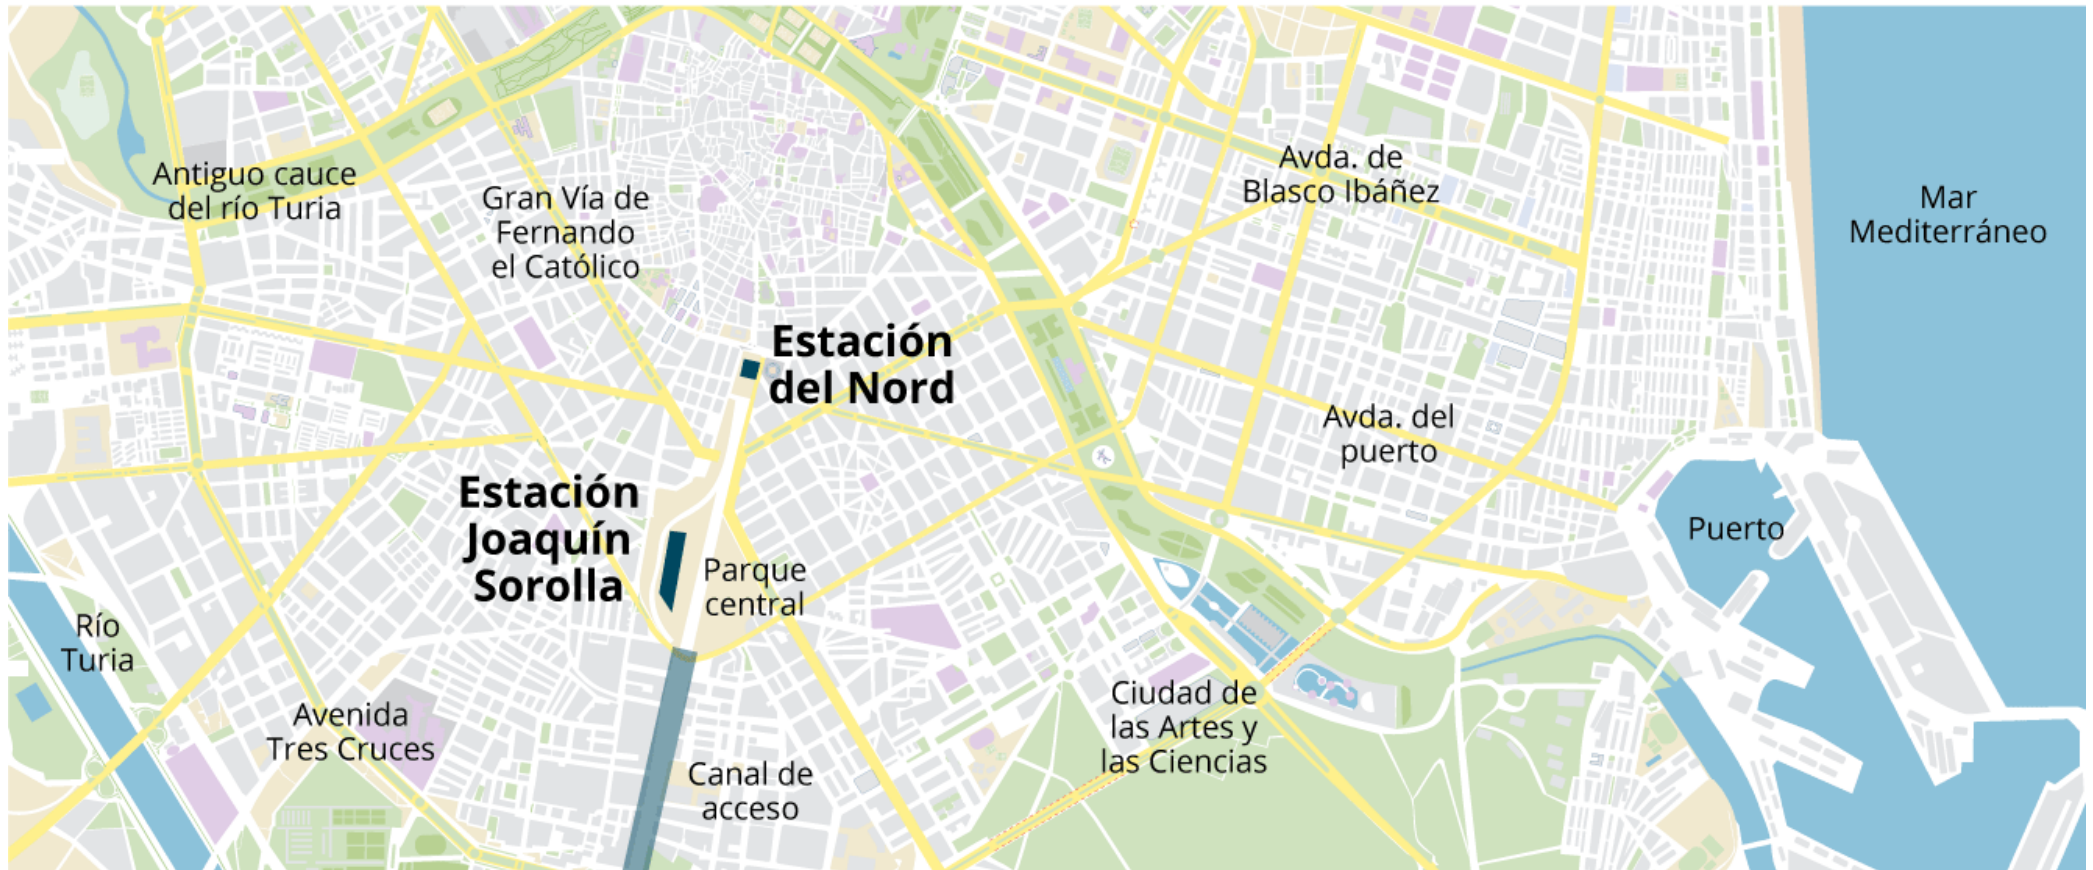 Antiguo cauce
del río Turia
Gran Vía de
Fernando
el Católico
Avda. de
Blasco Ibáñez
Mar
Mediterráneo
Estación
del Nord
Avda. del
puerto
Estación
Joaquín
Sorolla
Parque
central
Puerto
Río
Turia
Avenida
Tres Cruces
Canal de
acceso
Ciudad de
las Artes y
las Ciencias